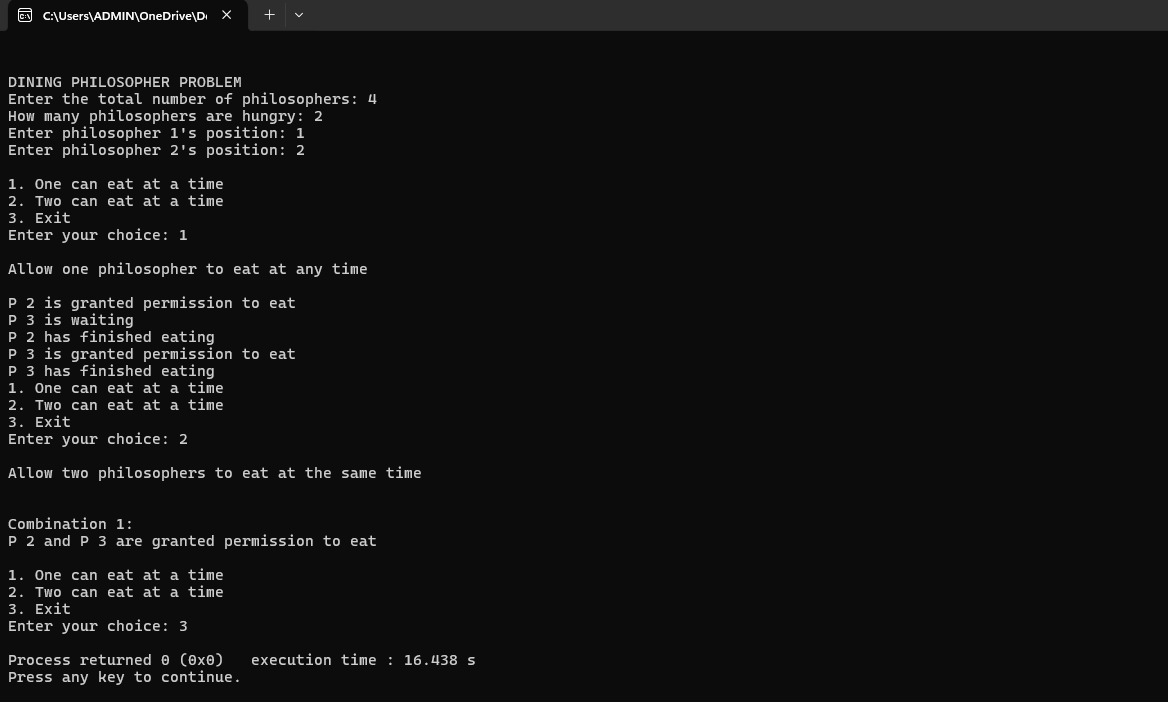 C:\Users\ADMIN\OneDrive\De
DINING PHILOSOPHER PROBLEM
Enter the total number of philosophers: 4
How many philosophers are hungry: 2
Enter philosopher 1's position: 1
Enter philosopher 2's position: 2
1. One can eat at a time
2. Two can eat at a time
3. Exit
Enter your choice: 1
Allow one philosopher to eat at any time
P 2 is granted permission to eat
P 3 is waiting
P 2 has finished eating
P 3 is granted permission to eat
P 3 has finished eating
1. One can eat at a time
2. Two can eat at a time
3. Exit
Enter your choice: 2
Allow two philosophers to eat at the same time
Combination 1:
P 2 and P 3 are granted permission to eat
1. One can eat at a time
2. Two can eat at a time
3. Exit
Enter your choice: 3
Process returned 0 (0x0)   execution time : 16.438 s
Press any key to continue.